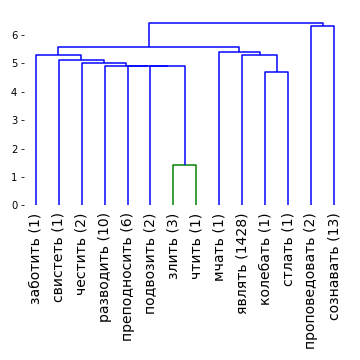 6
5
4
3
2
1
0
заботить (1)
свистеть (1)
честить (2)
разводить (10)
преподносить (6)
подвозить (2)
злить (3)
чтить (1)
мчать (1)
являть (1428)
колебать (1)
стлать (1)
проповедовать (2)
сознавать (13)